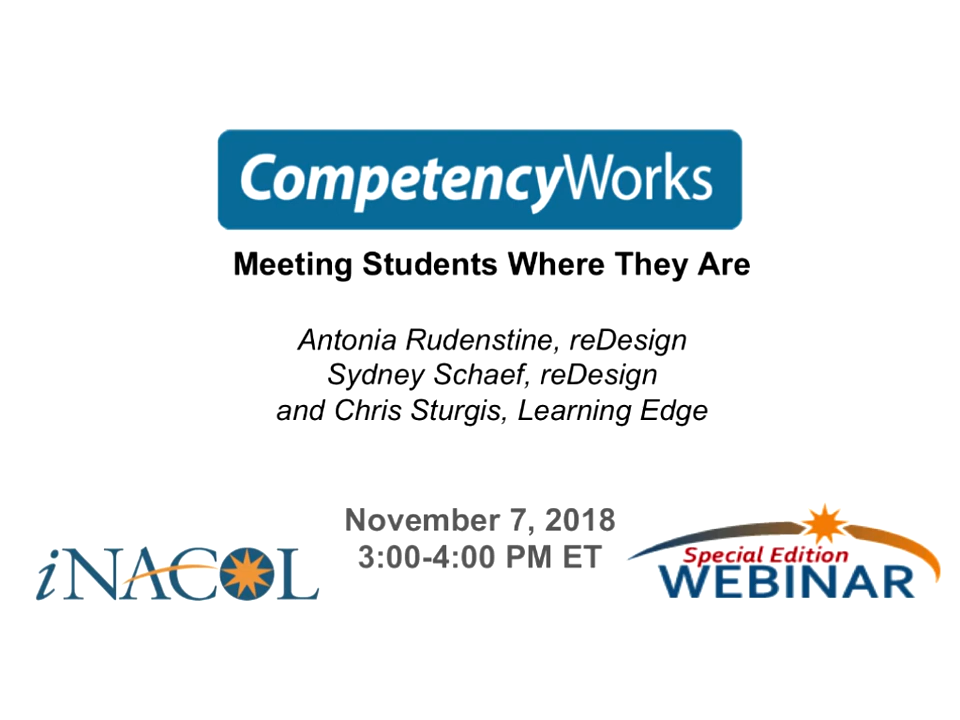 CompetencyWorks
Meeting Students Where They Are
Antonia Rudenstine, reDesign
Sydney Schaef, reDesign
and Chris Sturgis, Learning Edge
November 7, 2018
3:00-4:00 PM ET
iNACOL
Special Edition
WEBINAR